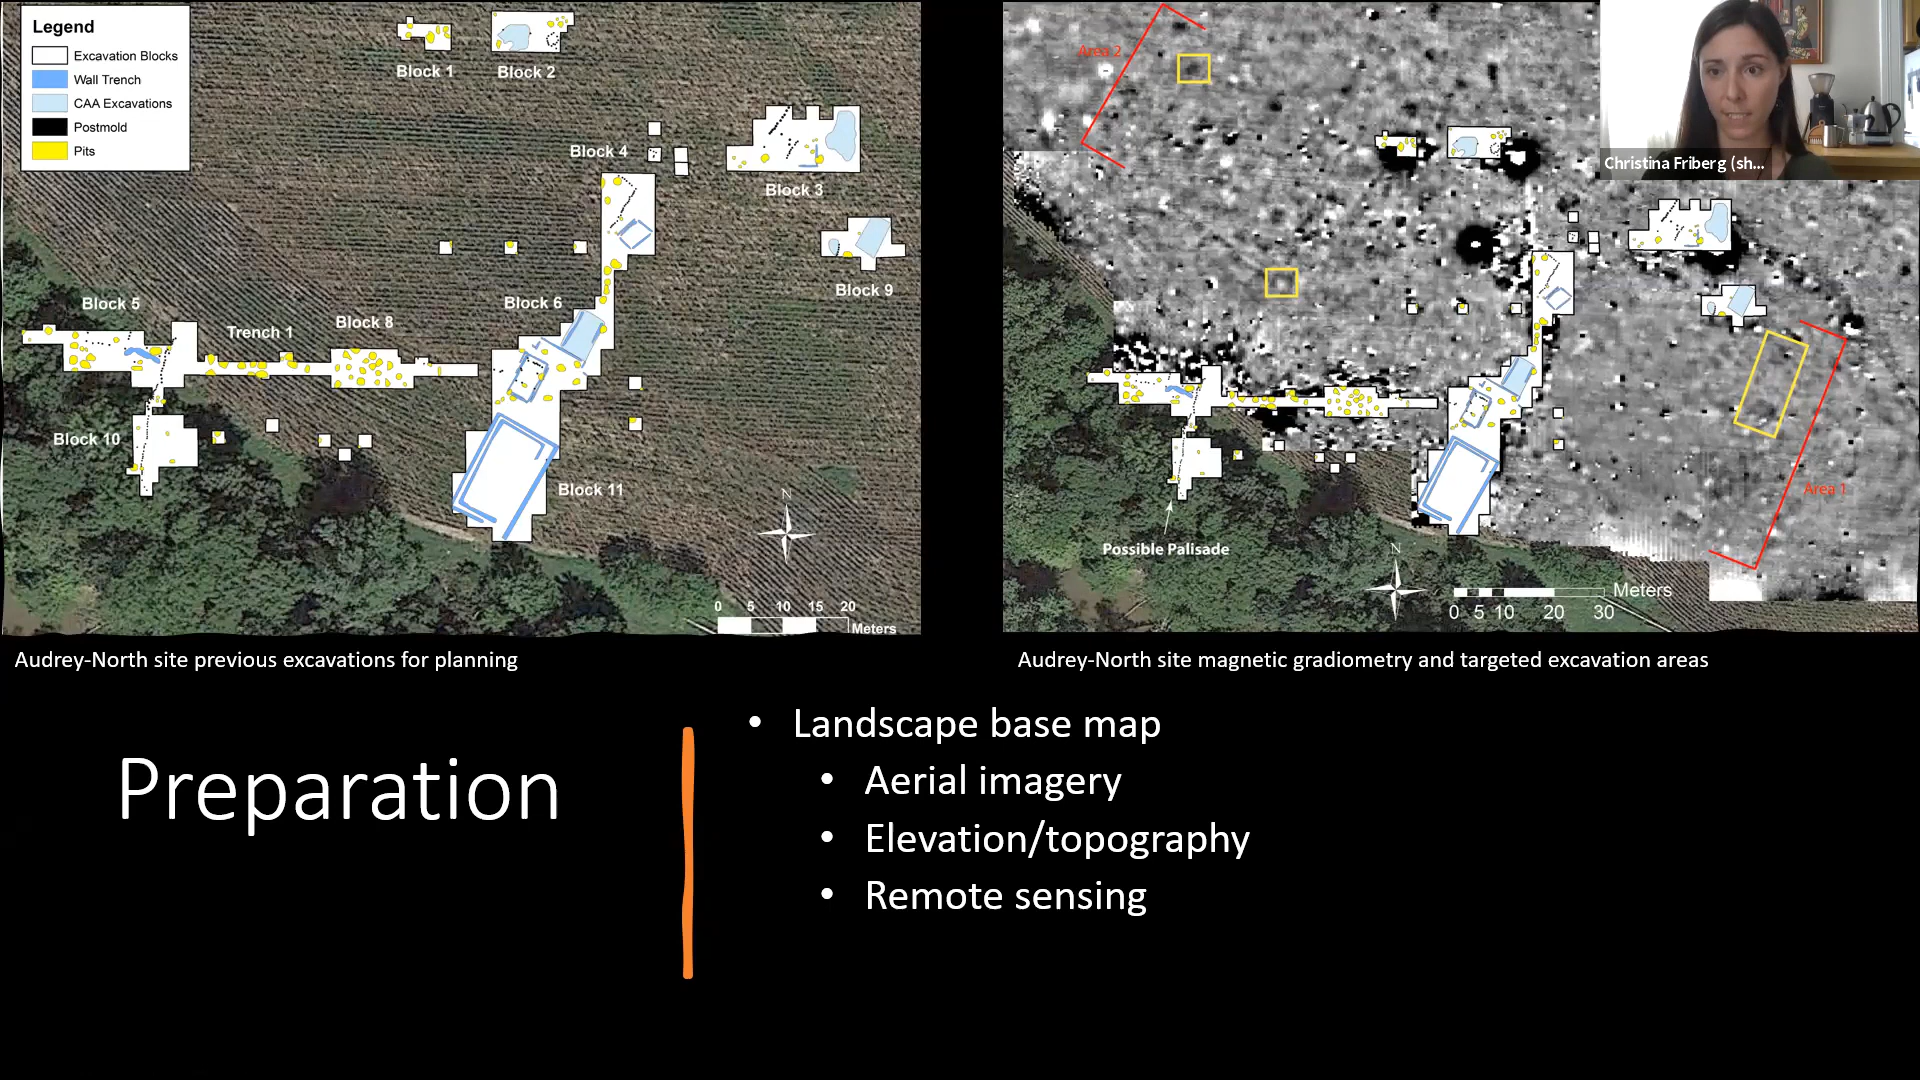 Legend
Excavation Blocks
Wall Trench
CAA Excavations
Postmold
Pits
Block 1
Block 2
Block 4
Block 3
Block 9
Block 5
Trench 1
Block 8
Block 6
Block 10
Block 11
N
0 5 10 15 20
Meters
Audrey-North site previous excavations for planning
Area 2
Area 1
Possible Palisade
N
Meters
0 5 10 20 30
Audrey-North site magnetic gradiometry and targeted excavation areas
Christina Friberg (sh...
Preparation
• Landscape base map
• Aerial imagery
• Elevation/topography
• Remote sensing